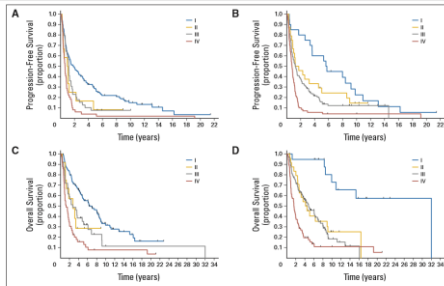 A
Progression-Free Survival
(proportion)
1.0
0.9
0.8
0.7
0.6
0.5
0.4
0.3
0.2
0.1
0 2 4 6 8 10 12 14 16 18 20 22
Time (years)
I
II
III
IV
B
Progression-Free Survival
(proportion)
1.0
0.9
0.8
0.7
0.6
0.5
0.4
0.3
0.2
0.1
0 2 4 6 8 10 12 14 16 18 20 22
Time (years)
I
II
III
IV
C
Overall Survival
(proportion)
1.0
0.9
0.8
0.7
0.6
0.5
0.4
0.3
0.2
0.1
0 2 4 6 8 10 12 14 16 18 20 22 24 26 28 30 32 34
Time (years)
I
II
III
IV
D
Overall Survival
(proportion)
1.0
0.9
0.8
0.7
0.6
0.5
0.4
0.3
0.2
0.1
0 2 4 6 8 10 12 14 16 18 20 22 24 26 28 30 32 34
Time (years)
I
II
III
IV